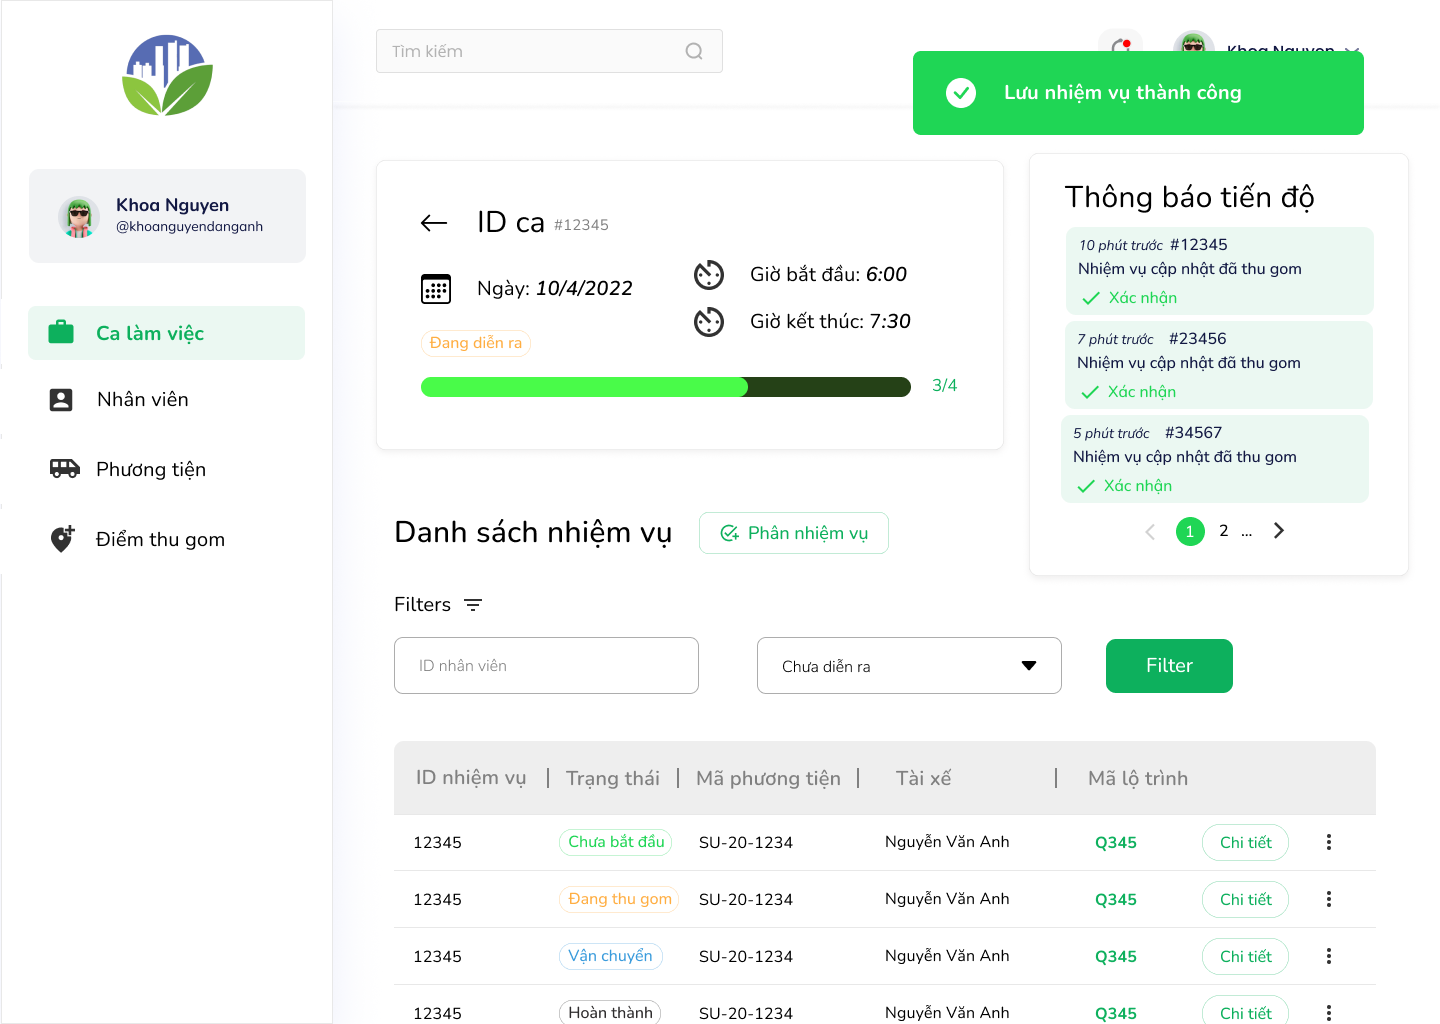 Tìm kiếm
Khoa Nguyen
Lưu nhiệm vụ thành công
Khoa Nguyen
@khoanguyendanganh
Ca làm việc
Nhân viên
Phương tiện
Điểm thu gom
ID ca #12345
Ngày: 10/4/2022
Giờ bắt đầu: 6:00
Giờ kết thúc: 7:30
Đang diễn ra
3/4
Thông báo tiến độ
10 phút trước #12345
Nhiệm vụ cập nhật đã thu gom
Xác nhận
7 phút trước #23456
Nhiệm vụ cập nhật đã thu gom
Xác nhận
5 phút trước #34567
Nhiệm vụ cập nhật đã thu gom
Xác nhận
1 2 ...
Danh sách nhiệm vụ
Phân nhiệm vụ
Filters
ID nhân viên
Chưa diễn ra
Filter
ID nhiệm vụ | Trạng thái | Mã phương tiện | Tài xế | Mã lộ trình
12345 Chưa bắt đầu SU-20-1234 Nguyễn Văn Anh Q345 Chi tiết
12345 Đang thu gom SU-20-1234 Nguyễn Văn Anh Q345 Chi tiết
12345 Vận chuyển SU-20-1234 Nguyễn Văn Anh Q345 Chi tiết
12345 Hoàn thành SU-20-1234 Nguyễn Văn Anh Q345 Chi tiết